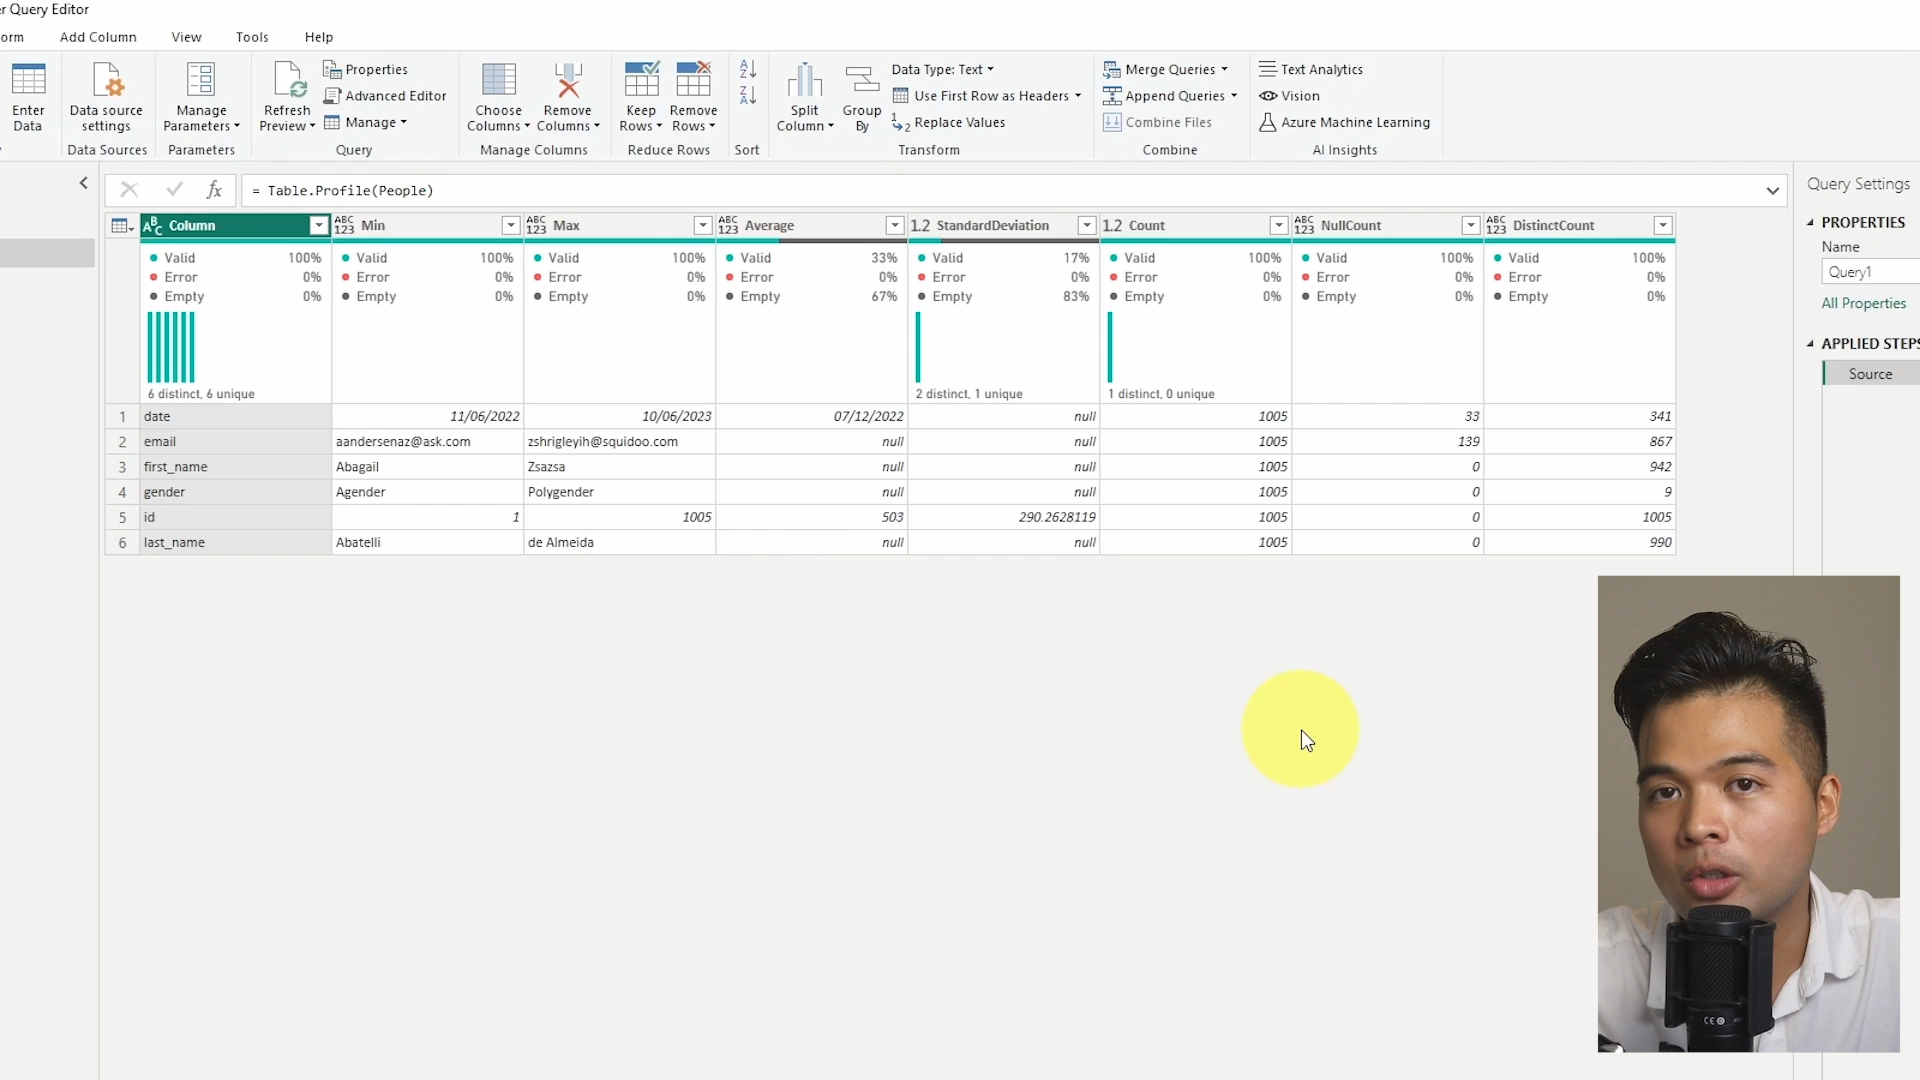 r Query Editor
orm Add Column View Tools Help
Enter Data
Data source settings
Data Sources
Manage Parameters
Parameters
Refresh Preview
Properties
Advanced Editor
Manage
Query
Choose Columns
Remove Columns
Manage Columns
Keep Rows
Remove Rows
Reduce Rows
Sort
Split Column
Group By
Data Type: Text
Use First Row as Headers
Replace Values
Transform
Merge Queries
Append Queries
Combine Files
Combine
Text Analytics
Vision
Azure Machine Learning
AI Insights
fx = Table.Profile(People)
Column Min Max Average StandardDeviation Count NullCount DistinctCount
Valid 100% Valid 100% Valid 100% Valid 33% Valid 17% Valid 100% Valid 100% Valid 100%
Error 0% Error 0% Error 0% Error 0% Error 0% Error 0% Error 0% Error 0%
Empty 0% Empty 0% Empty 0% Empty 67% Empty 83% Empty 0% Empty 0% Empty 0%
6 distinct, 6 unique 2 distinct, 1 unique 1 distinct, 0 unique
1 date 11/06/2022 10/06/2023 07/12/2022 null 1005 33 341
2 email aandersenaz@ask.com zshrigleyih@squidoo.com null null 1005 139 867
3 first_name Abagail Zsazsa null null 1005 0 942
4 gender Agender Polygender null null 1005 0 9
5 id 1 1005 503 290.2628119 1005 0 1005
6 last_name Abatelli de Almeida null null 1005 0 990
Query Settings
PROPERTIES
Name
Query1
All Properties
APPLIED STEPS
Source